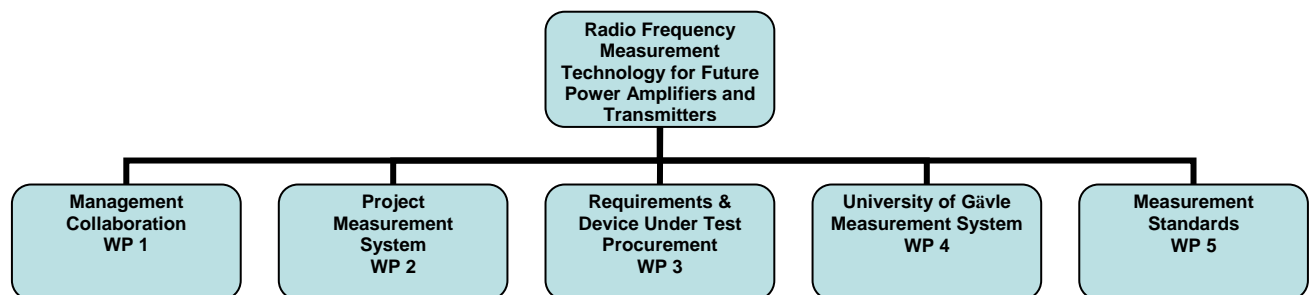 Radio Frequency
Measurement
Technology for Future
Power Amplifiers and
Transmitters
Management
Collaboration
WP 1
Project
Measurement
System
WP 2
Requirements &
Device Under Test
Procurement
WP 3
University of Gävle
Measurement System
WP 4
Measurement
Standards
WP 5